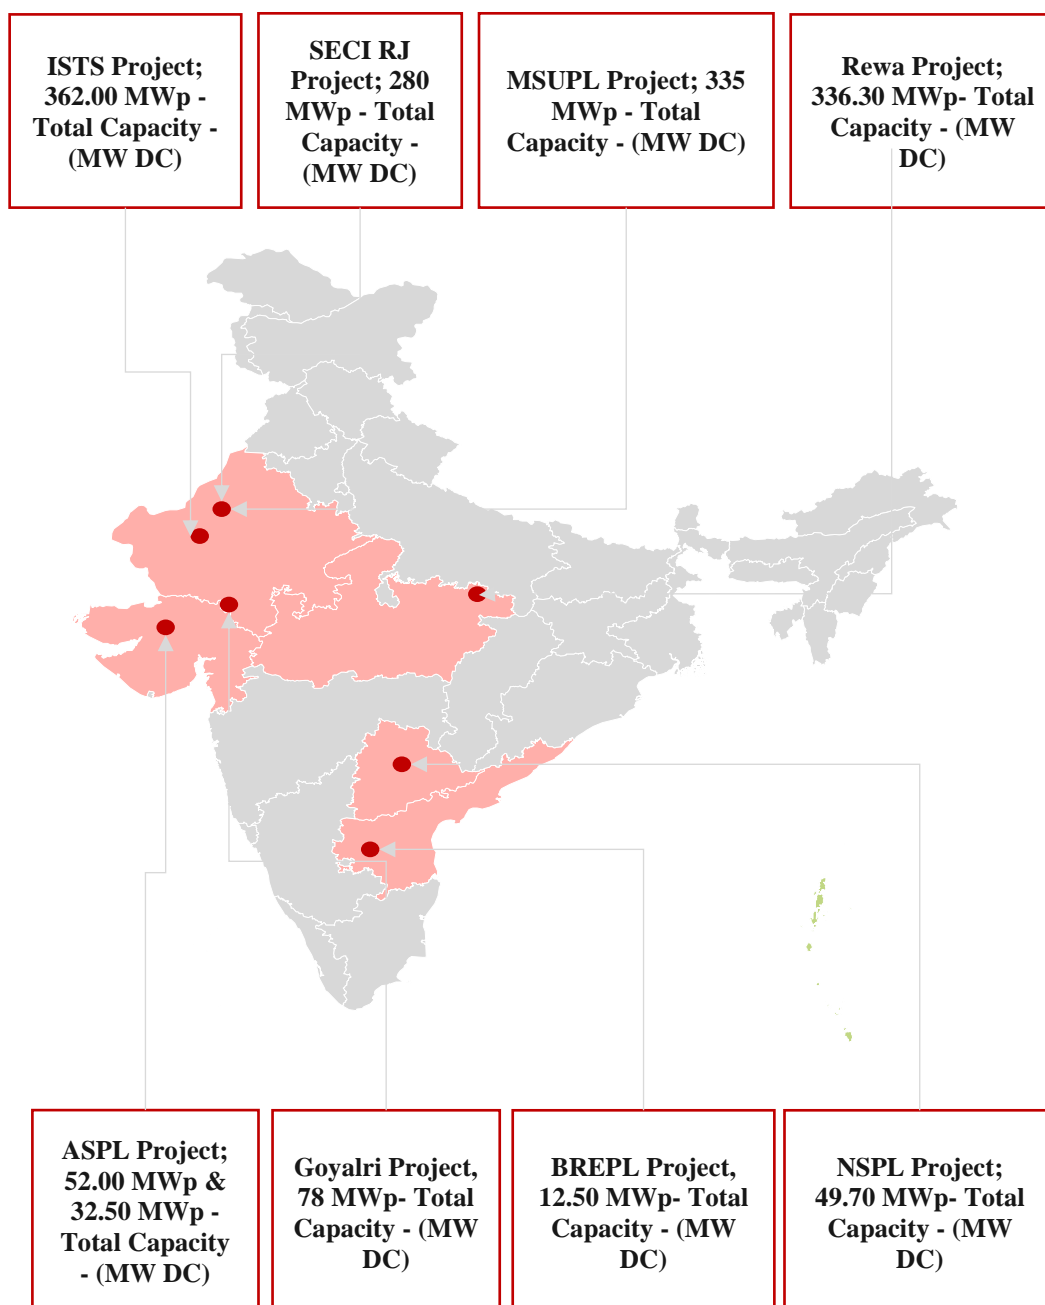 ISTS Project;
362.00 MWp -
Total Capacity -
(MW DC)
SECI RJ
Project; 280
MWp - Total
Capacity -
(MW DC)
MSUPL Project; 335
MWp - Total
Capacity - (MW DC)
Rewa Project;
336.30 MWp- Total
Capacity - (MW
DC)
ASPL Project;
52.00 MWp &
32.50 MWp -
Total Capacity
- (MW DC)
Goyalri Project,
78 MWp- Total
Capacity - (MW
DC)
BREPL Project,
12.50 MWp- Total
Capacity - (MW
DC)
NSPL Project;
49.70 MWp- Total
Capacity - (MW
DC)